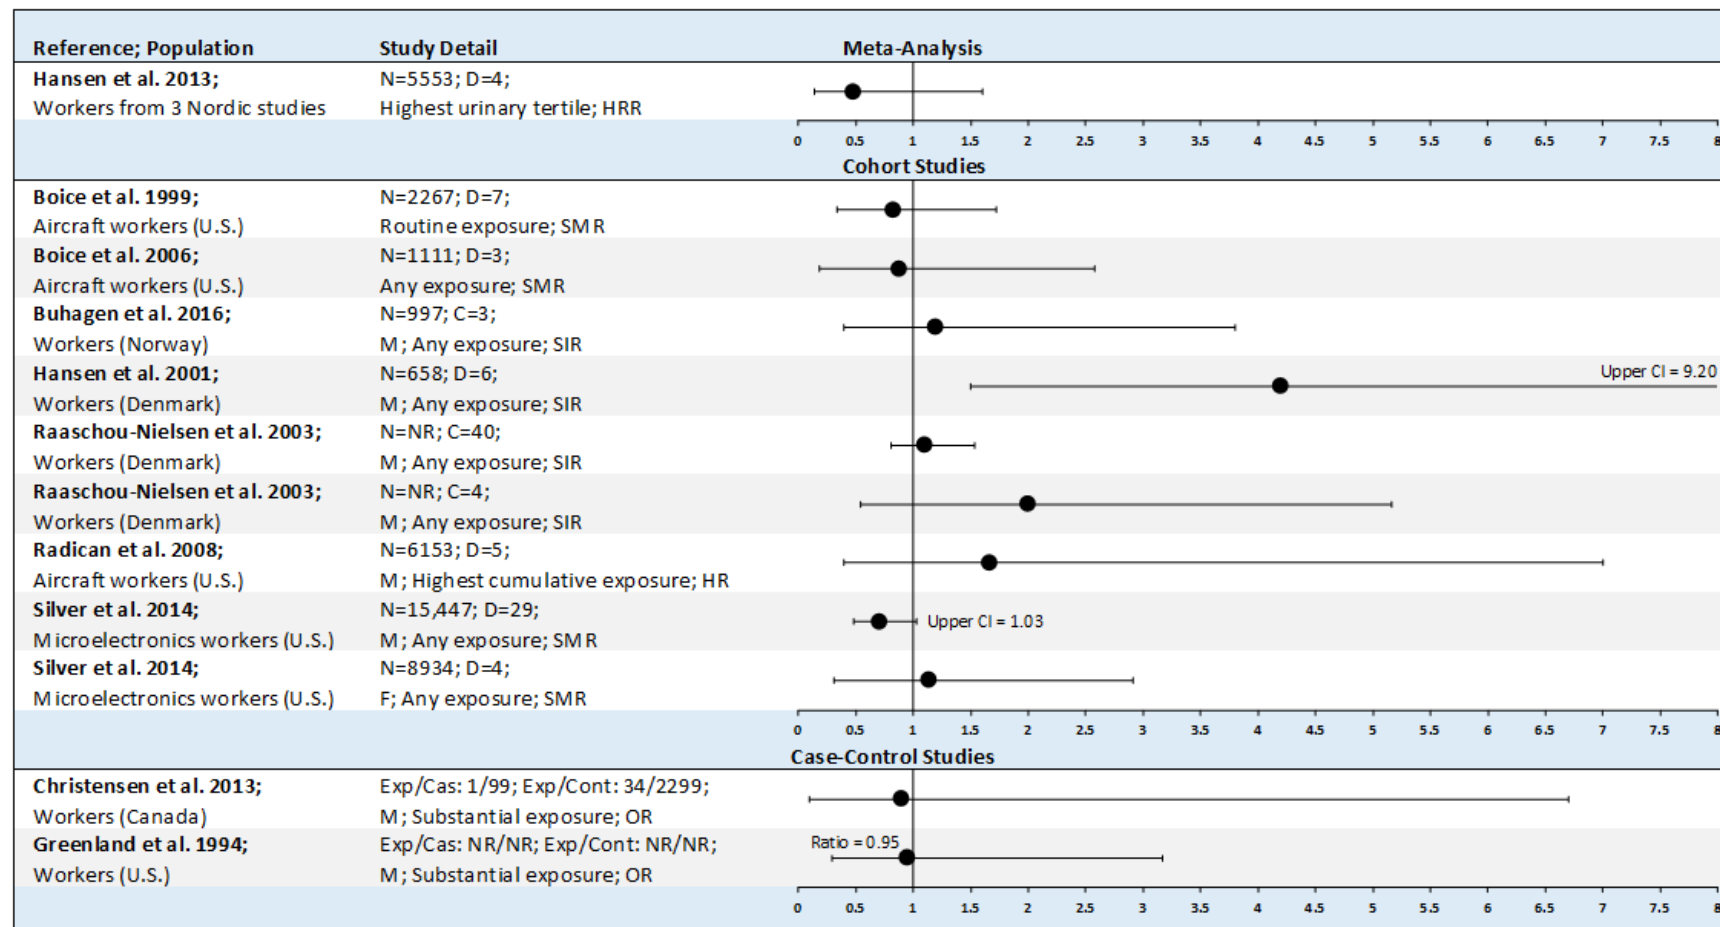 Reference; Population Study Detail Meta-Analysis
Hansen et al. 2013; N=5553; D=4;
Workers from 3 Nordic studies Highest urinary tertile; HRR
0 0.5 1 1.5 2 2.5 3 3.5 4 4.5 5 5.5 6 6.5 7 7.5 8
Cohort Studies
Boice et al. 1999; N=2267; D=7;
Aircraft workers (U.S.) Routine exposure; SMR
Boice et al. 2006; N=1111; D=3;
Aircraft workers (U.S.) Any exposure; SMR
Buhagen et al. 2016; N=997; C=3;
Workers (Norway) M; Any exposure; SIR
Hansen et al. 2001; N=658; D=6; Upper CI = 9.20
Workers (Denmark) M; Any exposure; SIR
Raaschou-Nielsen et al. 2003; N=NR; C=40;
Workers (Denmark) M; Any exposure; SIR
Raaschou-Nielsen et al. 2003; N=NR; C=4;
Workers (Denmark) M; Any exposure; SIR
Radican et al. 2008; N=6153; D=5;
Aircraft workers (U.S.) M; Highest cumulative exposure; HR
Silver et al. 2014; N=15,447; D=29; Upper CI = 1.03
Microelectronics workers (U.S.) M; Any exposure; SMR
Silver et al. 2014; N=8934; D=4;
Microelectronics workers (U.S.) F; Any exposure; SMR
0 0.5 1 1.5 2 2.5 3 3.5 4 4.5 5 5.5 6 6.5 7 7.5 8
Case-Control Studies
Christensen et al. 2013; Exp/Cas: 1/99; Exp/Cont: 34/2299;
Workers (Canada) M; Substantial exposure; OR
Greenland et al. 1994; Exp/Cas: NR/NR; Exp/Cont: NR/NR; Ratio = 0.95
Workers (U.S.) M; Substantial exposure; OR
0 0.5 1 1.5 2 2.5 3 3.5 4 4.5 5 5.5 6 6.5 7 7.5 8